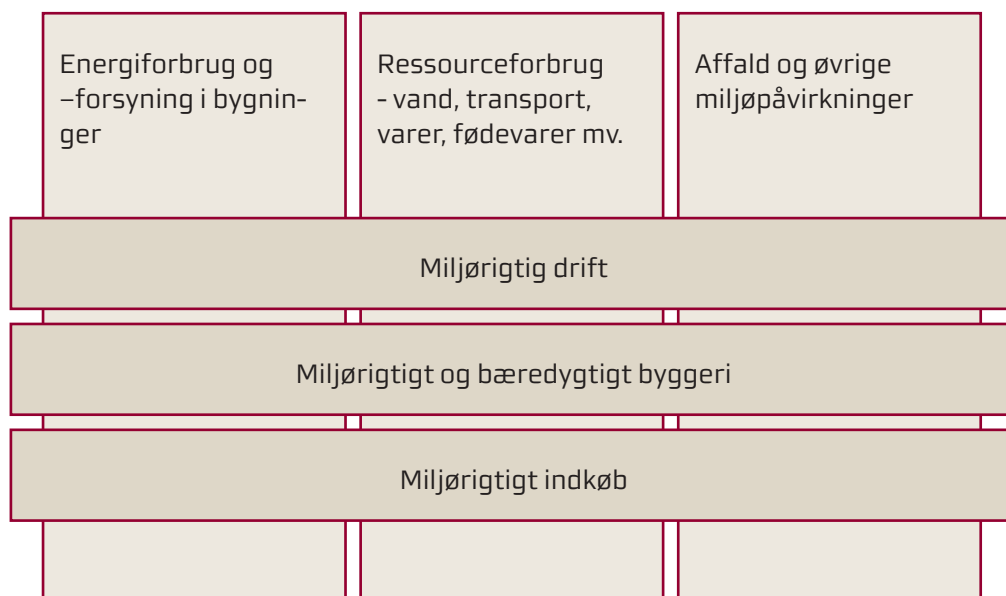 Energiforbrug og
–forsyning i bygnin-
ger
Ressourceforbrug
- vand, transport,
varer, fødevarer mv.
Affald og øvrige
miljøpåvirkninger
Miljørigtig drift
Miljørigtigt og bæredygtigt byggeri
Miljørigtigt indkøb